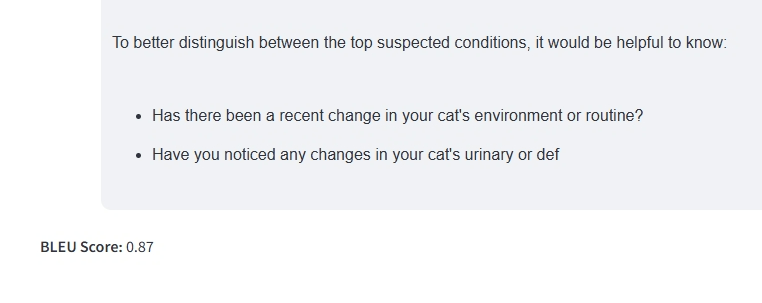 To better distinguish between the top suspected conditions, it would be helpful to know:
• Has there been a recent change in your cat's environment or routine?
• Have you noticed any changes in your cat's urinary or def
BLEU Score: 0.87